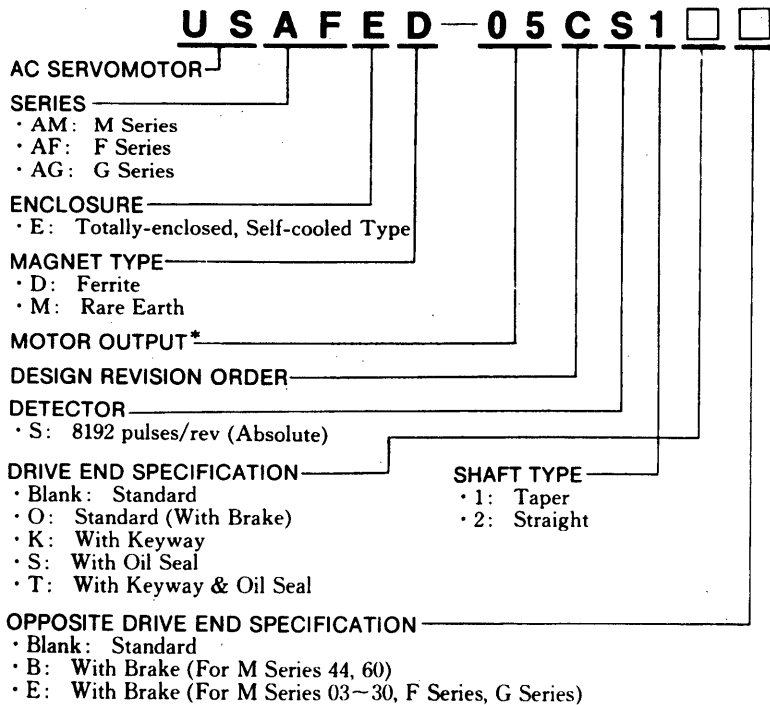 USAFED-05CS1□□
AC SERVOMOTOR
SERIES
· AM: M Series
· AF: F Series
· AG: G Series
ENCLOSURE
· E: Totally-enclosed, Self-cooled Type
MAGNET TYPE
· D: Ferrite
· M: Rare Earth
MOTOR OUTPUT*
DESIGN REVISION ORDER
DETECTOR
· S: 8192 pulses/rev (Absolute)
DRIVE END SPECIFICATION
· Blank: Standard
· O: Standard (With Brake)
· K: With Keyway
· S: With Oil Seal
· T: With Keyway & Oil Seal
SHAFT TYPE
· 1: Taper
· 2: Straight
OPPOSITE DRIVE END SPECIFICATION
· Blank: Standard
· B: With Brake (For M Series 44, 60)
· E: With Brake (For M Series 03~30, F Series, G Series)